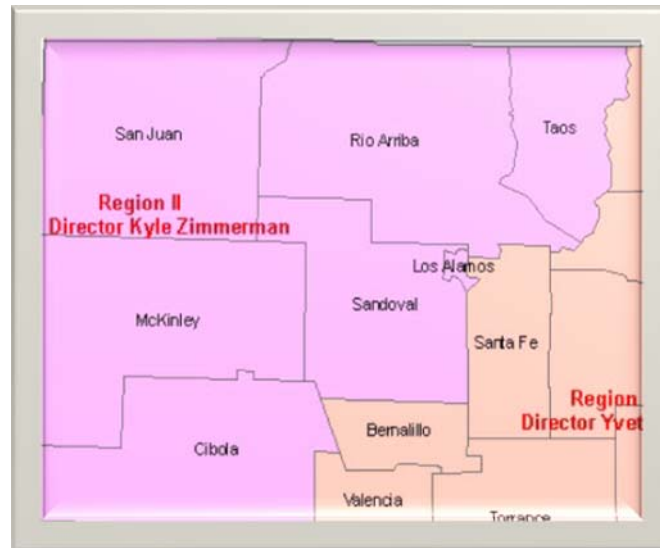 San Juan
Rio Arriba
Taos
Region II
Director Kyle Zimmerman
Los Alamos
McKinley
Sandoval
Santa Fe
Region
Director Yvet
Bernalillo
Cibola
Valencia
Torrance